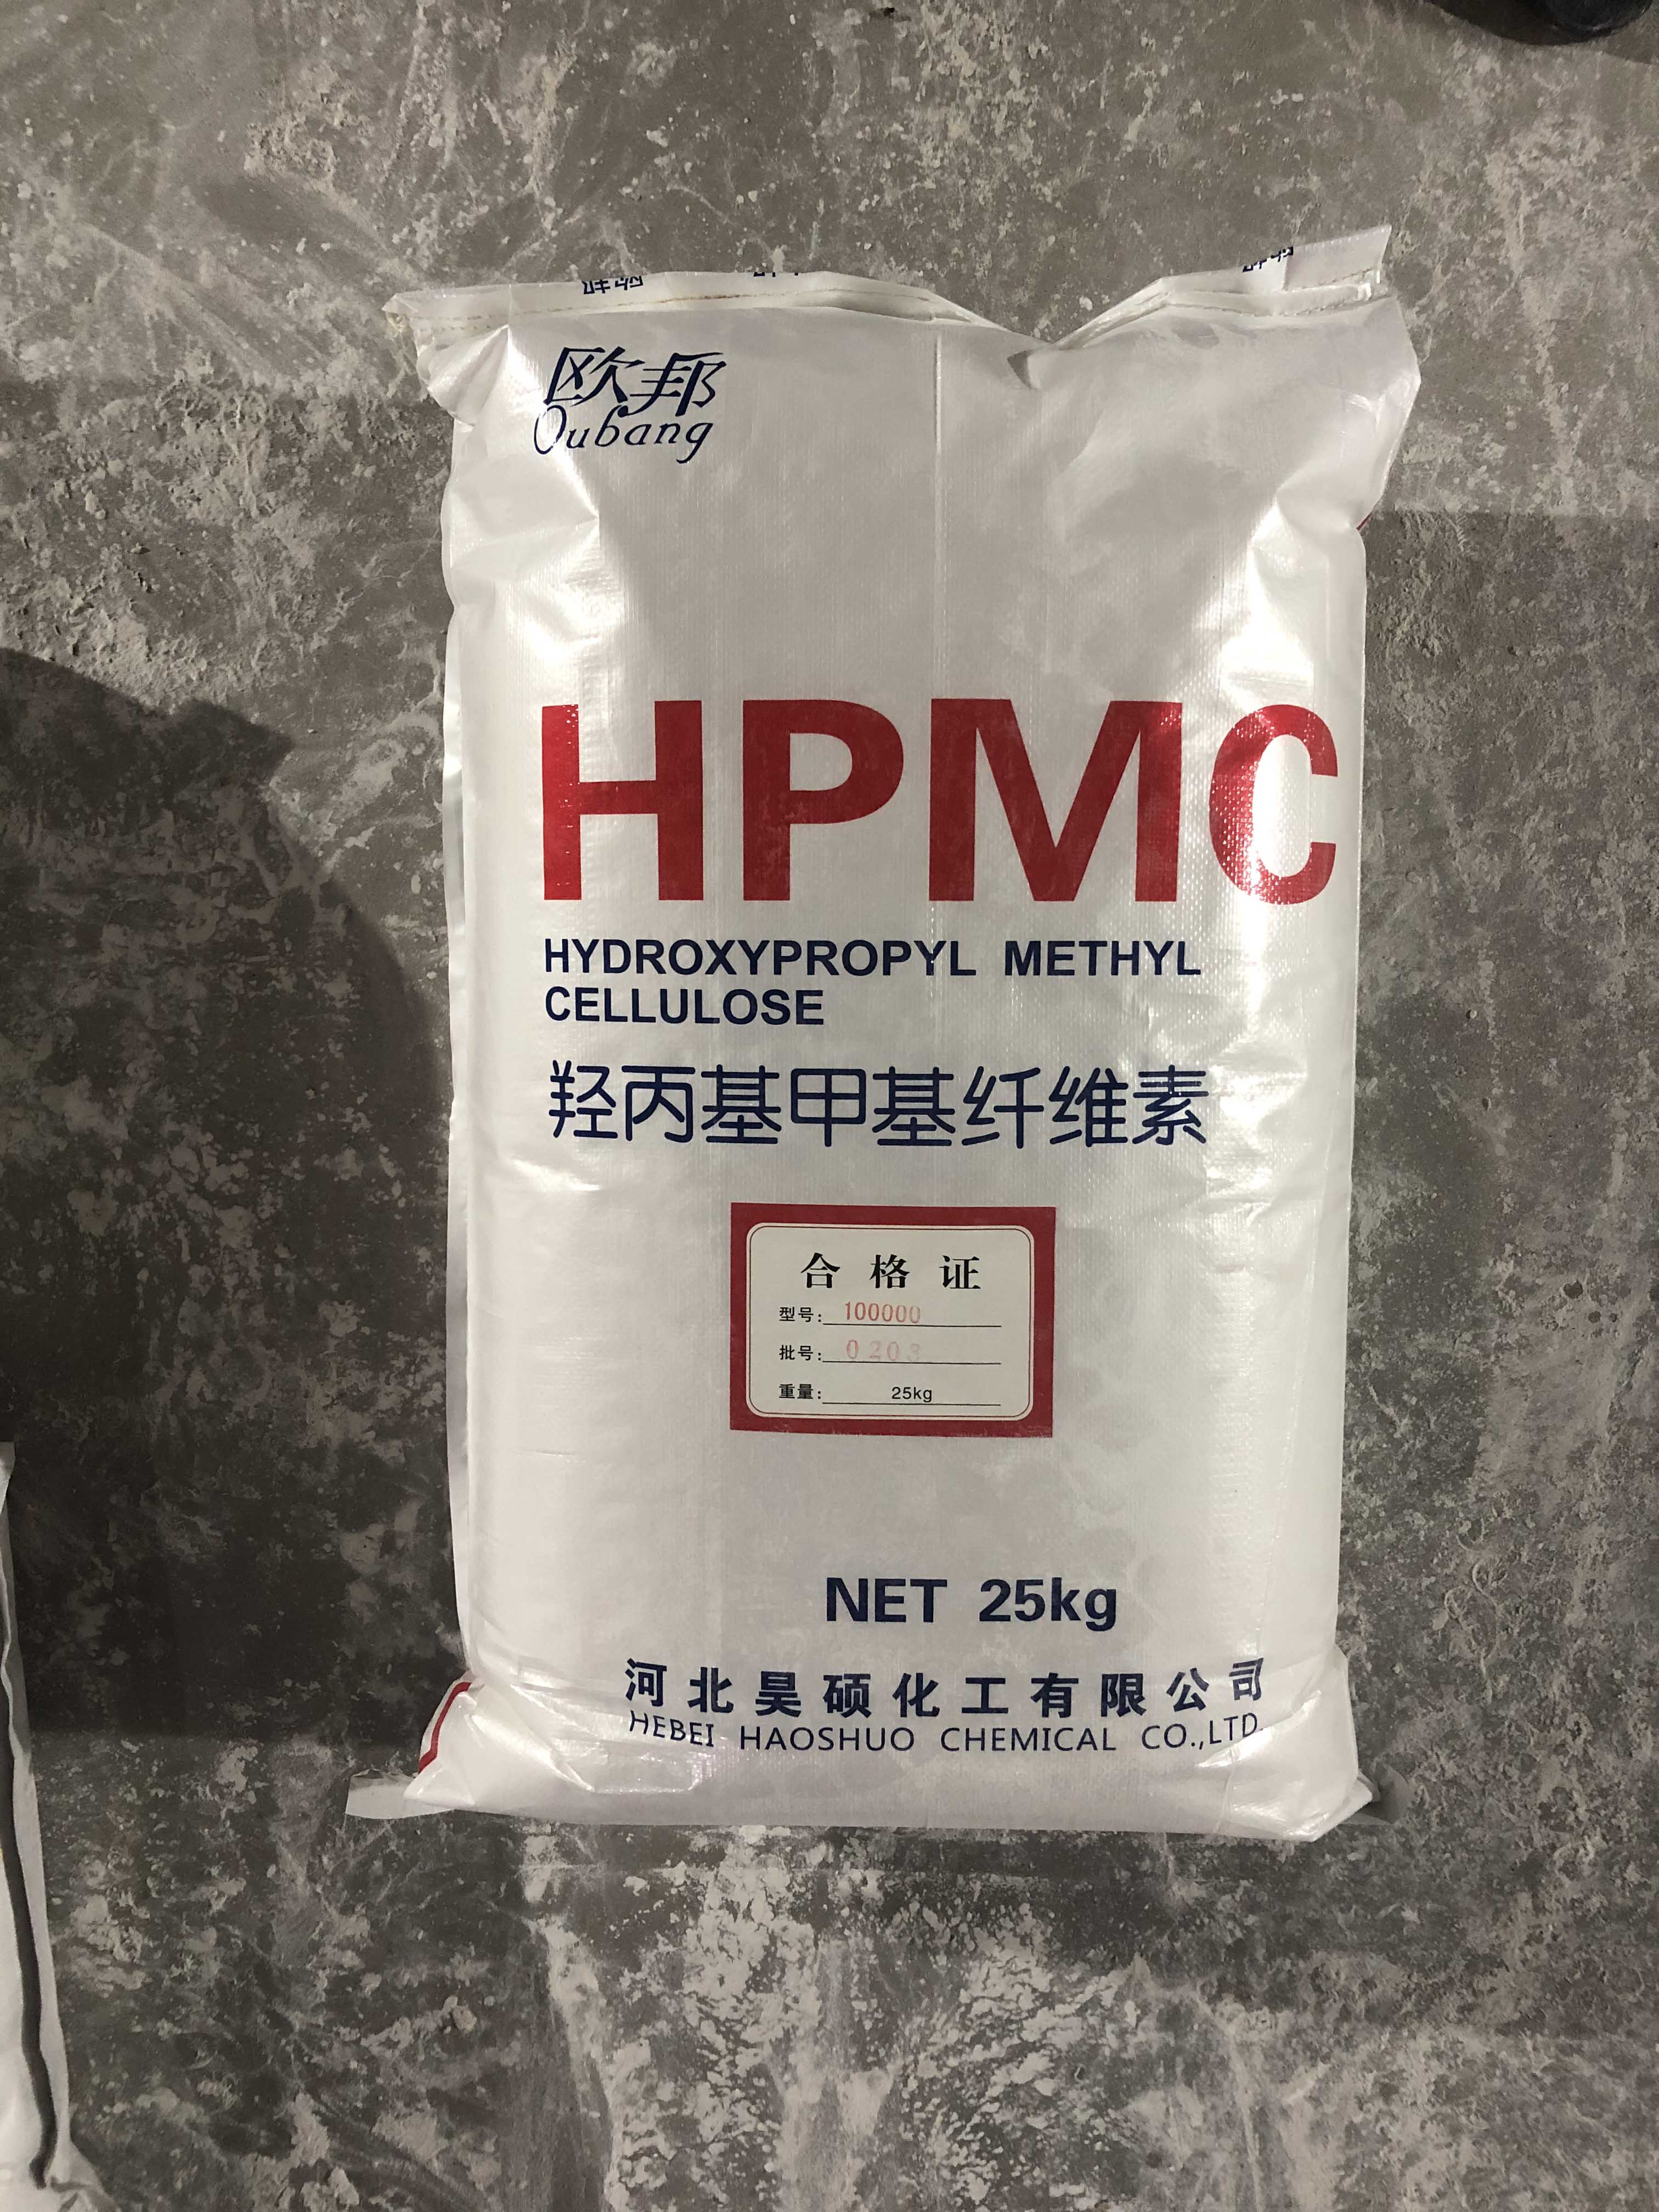 欧邦
Oubang
HPMC
HYDROXYPROPYL METHYL
CELLULOSE
羟丙基甲基纤维素
合格证
型号: 100000
批号: 0203
重量: 25kg
NET 25kg
河北昊硕化工有限公司
HEBEI HAOSHUO CHEMICAL CO.,LTD.